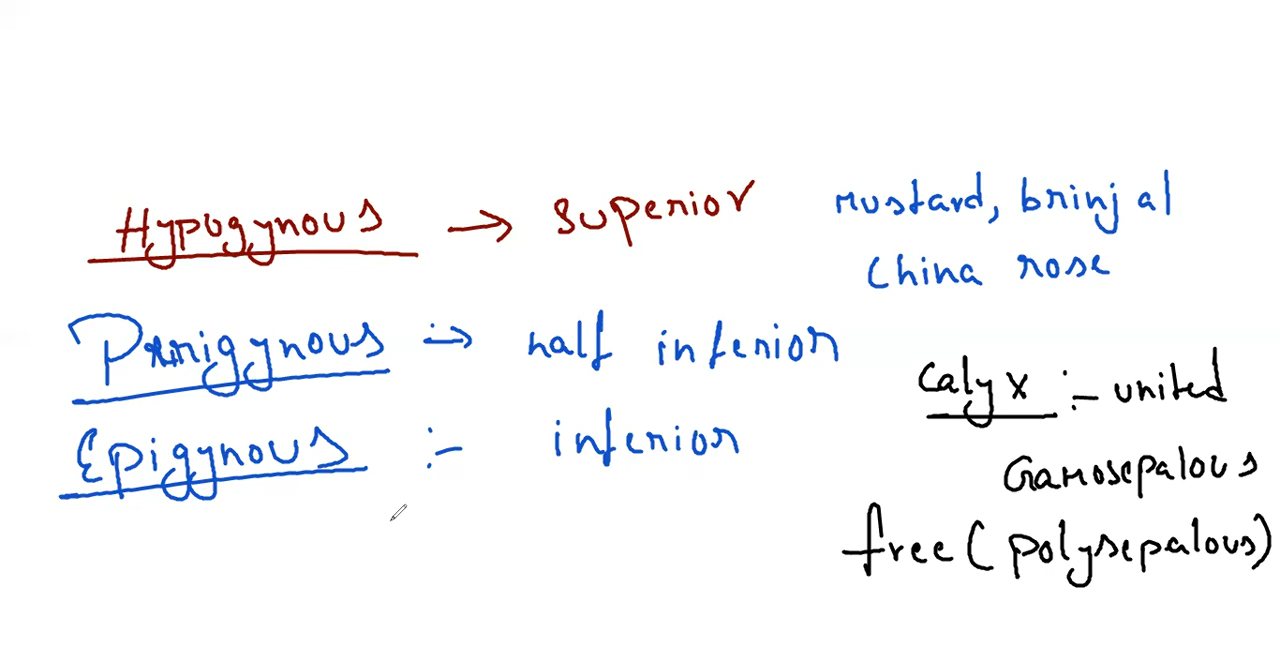 Hypogynous → superior mustard, brinjal
China rose
Perigynous → half inferior
Calyx :- united
Epigynous :- inferior
Gamosepalous
free (polysepalous)